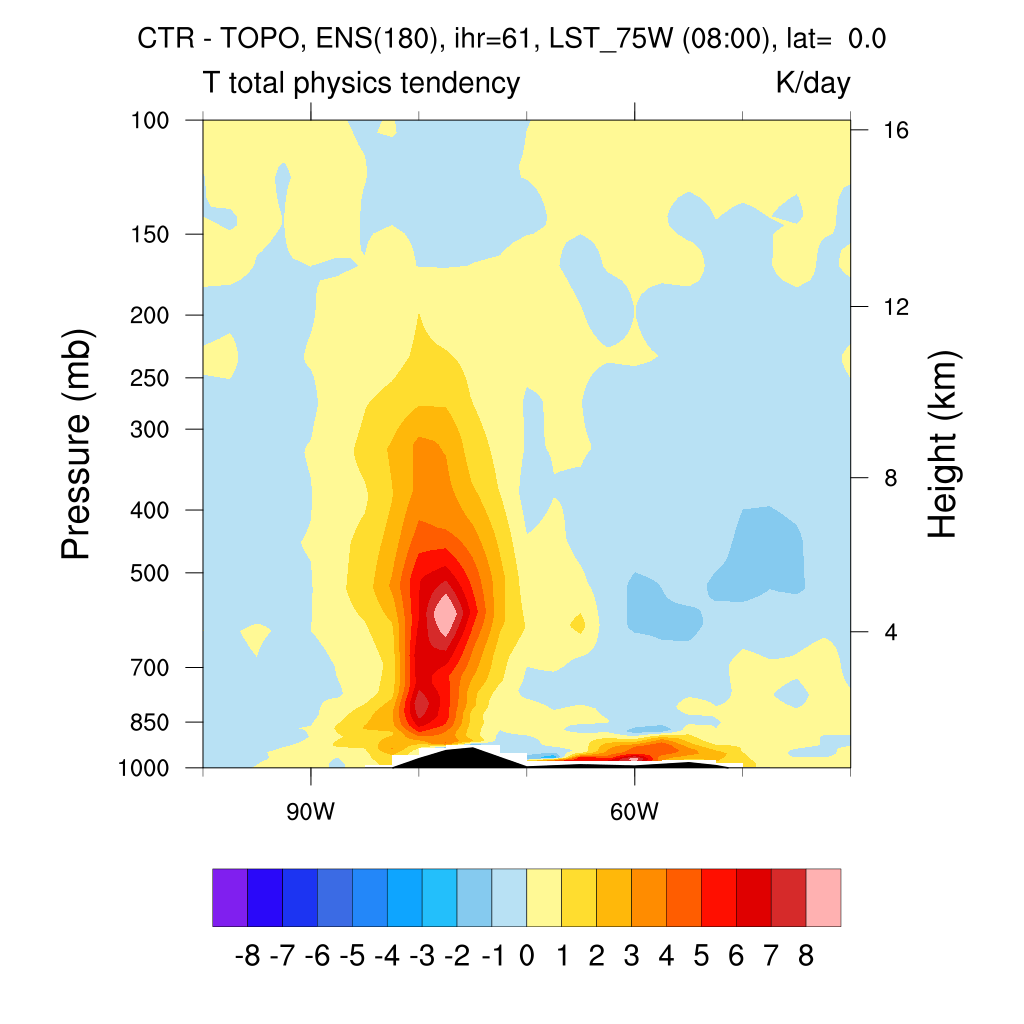 CTR - TOPO, ENS(180), ihr=61, LST_75W (08:00), lat=  0.0
T total physics tendency K/day
100
150
200
250
300
400
500
700
850
1000
Pressure (mb)
16
12
8
4
Height (km)
90W 60W
-8 -7 -6 -5 -4 -3 -2 -1 0 1 2 3 4 5 6 7 8